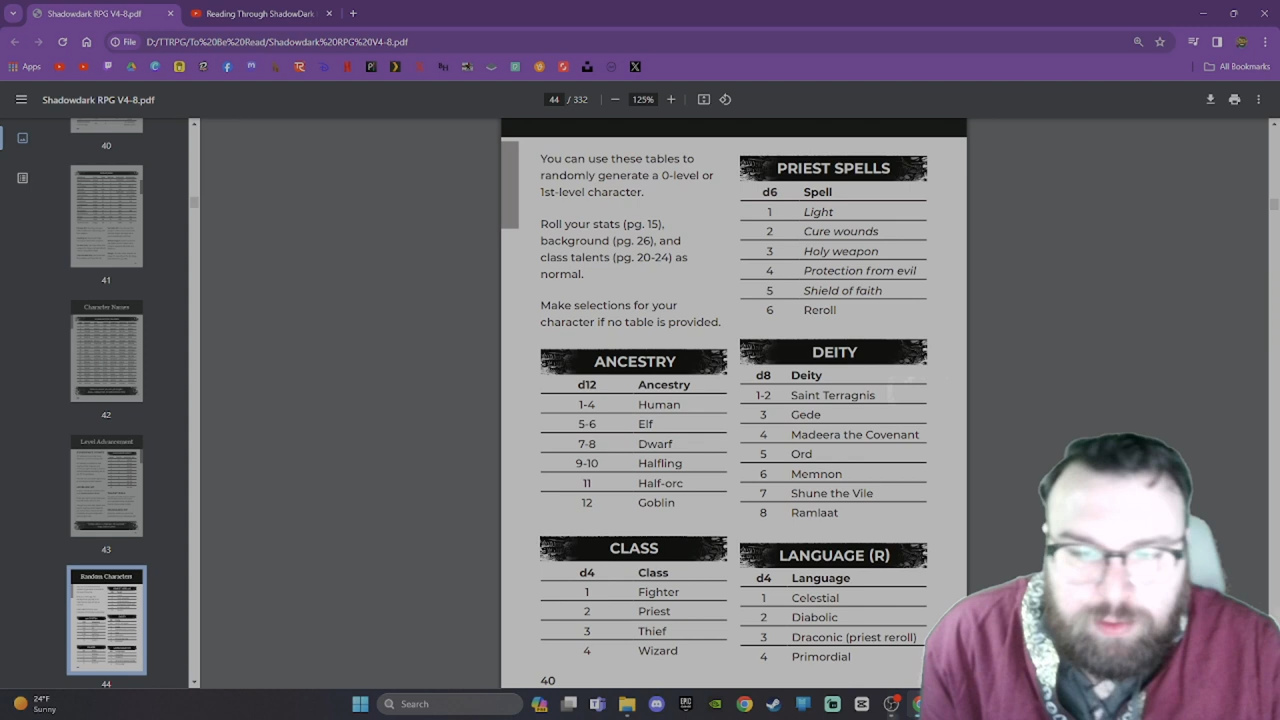 Shadowdark RPG V4-8.pdf
Reading Through ShadowDark
File
D:/TTRPG/To%20Be%20Read/Shadowdark%20RPG%20V4-8.pdf
Apps
All Bookmarks
Shadowdark RPG V4-8.pdf
44 / 332
125%
40
41
Character Names
42
Level Advancement
43
Random Characters
44
You can use these tables to
randomly generate a 0-level or
1st-level character.
Roll your stats (pg. 15),
background (pg. 26), and
class talents (pg. 20-24) as
normal.
Make selections for your
character if no table is provided.
ANCESTRY
d12 Ancestry
1-4 Human
5-6 Elf
7-8 Dwarf
9-10 Halfling
11 Half-orc
12 Goblin
CLASS
d4 Class
1 Fighter
2 Priest
3 Thief
4 Wizard
40
PRIEST SPELLS
d6 Spell
1 Light
2 Cure wounds
3 Holy weapon
4 Protection from evil
5 Shield of faith
6 Reroll
DEITY
d8 Deity
1-2 Saint Terragnis
3 Gede
4 Madeera the Covenant
5 Ord
6 Memnon
7 Shune the Vile
8 Ramlaat
LANGUAGE (R)
d4 Language
1 Celestial
2 Diabolic
3 Draconic (priest reroll)
4 Primordial
24°F
Sunny
Search